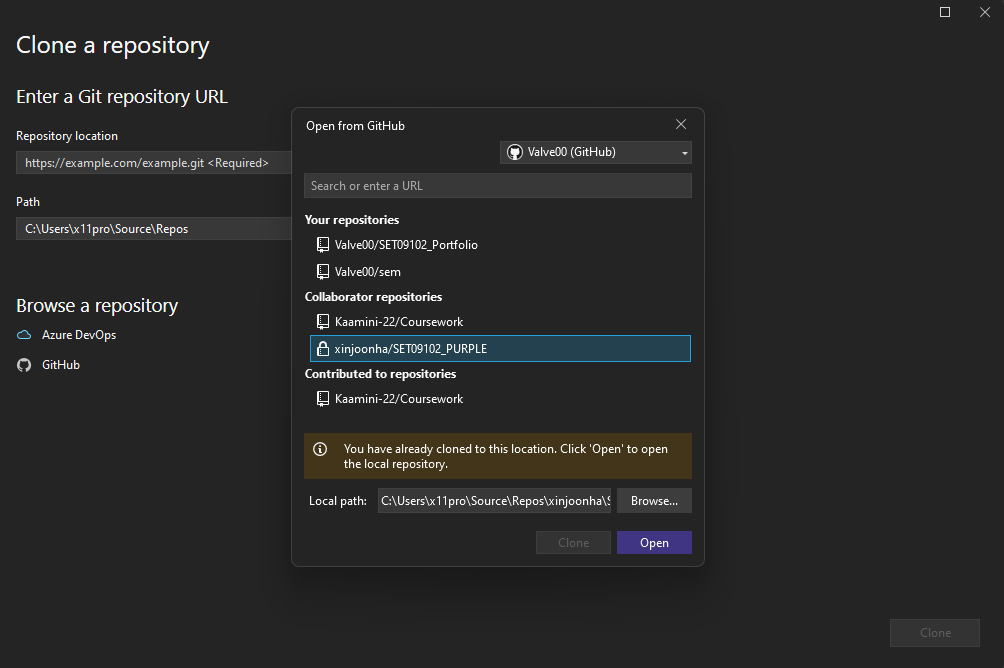 Clone a repository
Enter a Git repository URL
Repository location
https://example.com/example.git <Required>
Path
C:\Users\x11pro\Source\Repos
Browse a repository
Azure DevOps
GitHub
Open from GitHub
Valve00 (GitHub)
Search or enter a URL
Your repositories
Valve00/SET09102_Portfolio
Valve00/sem
Collaborator repositories
Kaamini-22/Coursework
xinjoonha/SET09102_PURPLE
Contributed to repositories
Kaamini-22/Coursework
You have already cloned to this location. Click 'Open' to open
the local repository.
Local path: C:\Users\x11pro\Source\Repos\xinjoonha\S Browse...
Clone Open
Clone